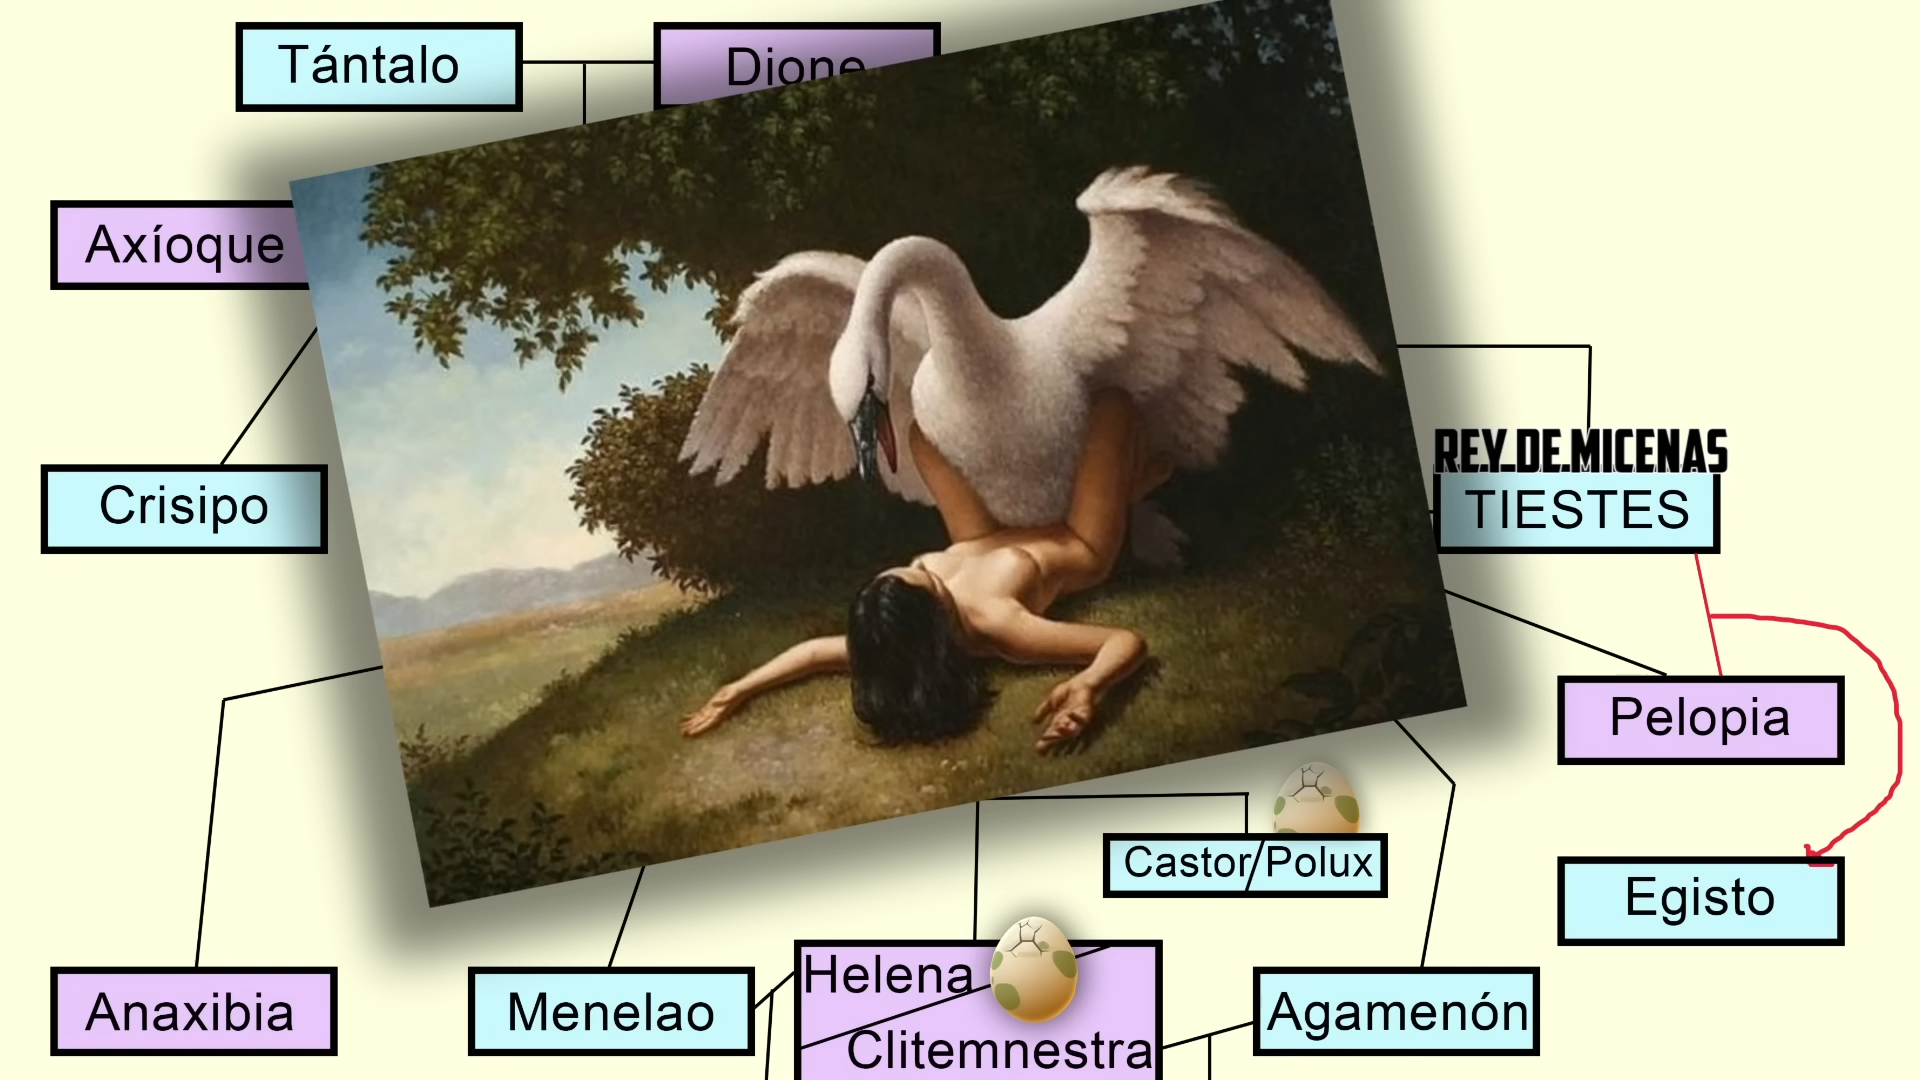 Tántalo
Dione
Axíoque
REY DE MICENAS
Crisipo
TIESTES
Pelopia
Castor/Polux
Egisto
Helena
Anaxibia
Menelao
Agamenón
Clitemnestra